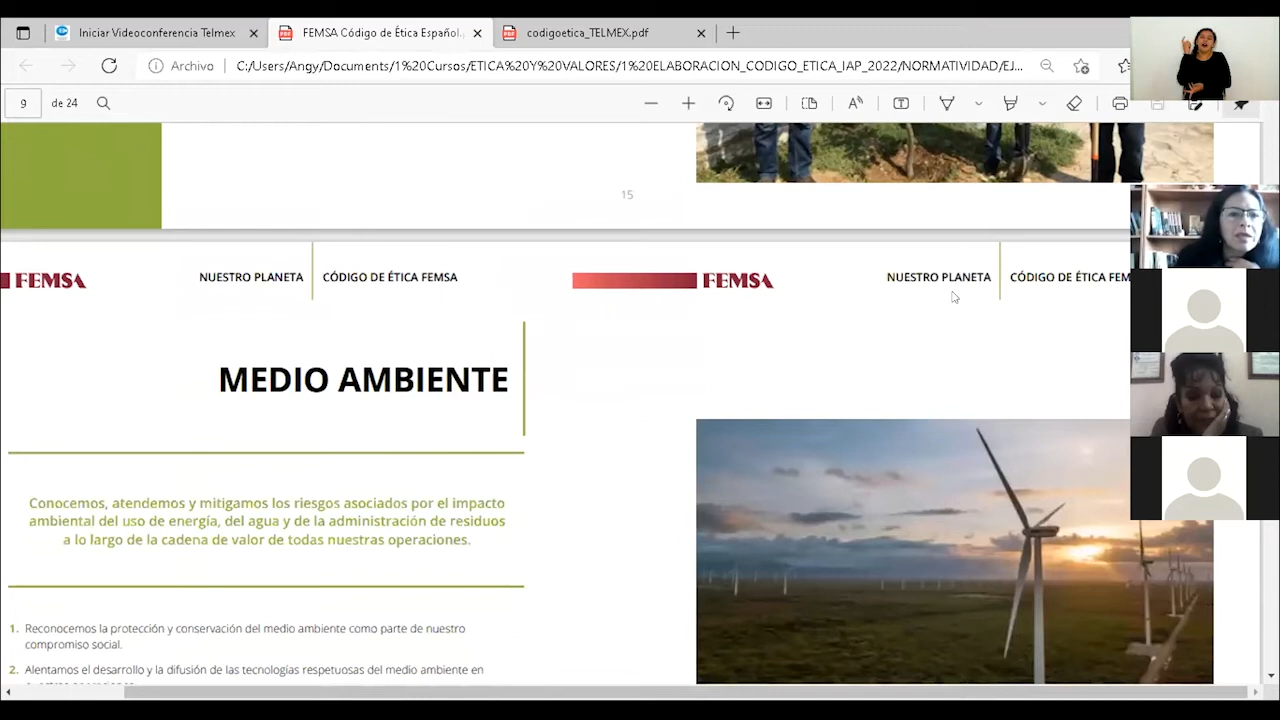 Iniciar Videoconferencia Telmex
FEMSA Código de Ética Español.
codigoetica_TELMEX.pdf
Archivo
C:/Users/Angy/Documents/1%20Cursos/ETICA%20Y%20VALORES/1%20ELABORACION_CODIGO_ETICA_IAP_2022/NORMATIVIDAD/EJ...
9
de 24
15
FEMSA
NUESTRO PLANETA
CÓDIGO DE ÉTICA FEMSA
FEMSA
NUESTRO PLANETA
CÓDIGO DE ÉTICA FEM
MEDIO AMBIENTE
Conocemos, atendemos y mitigamos los riesgos asociados por el impacto
ambiental del uso de energía, del agua y de la administración de residuos
a lo largo de la cadena de valor de todas nuestras operaciones.
1. Reconocemos la protección y conservación del medio ambiente como parte de nuestro
compromiso social.
2. Alentamos el desarrollo y la difusión de las tecnologías respetuosas del medio ambiente en